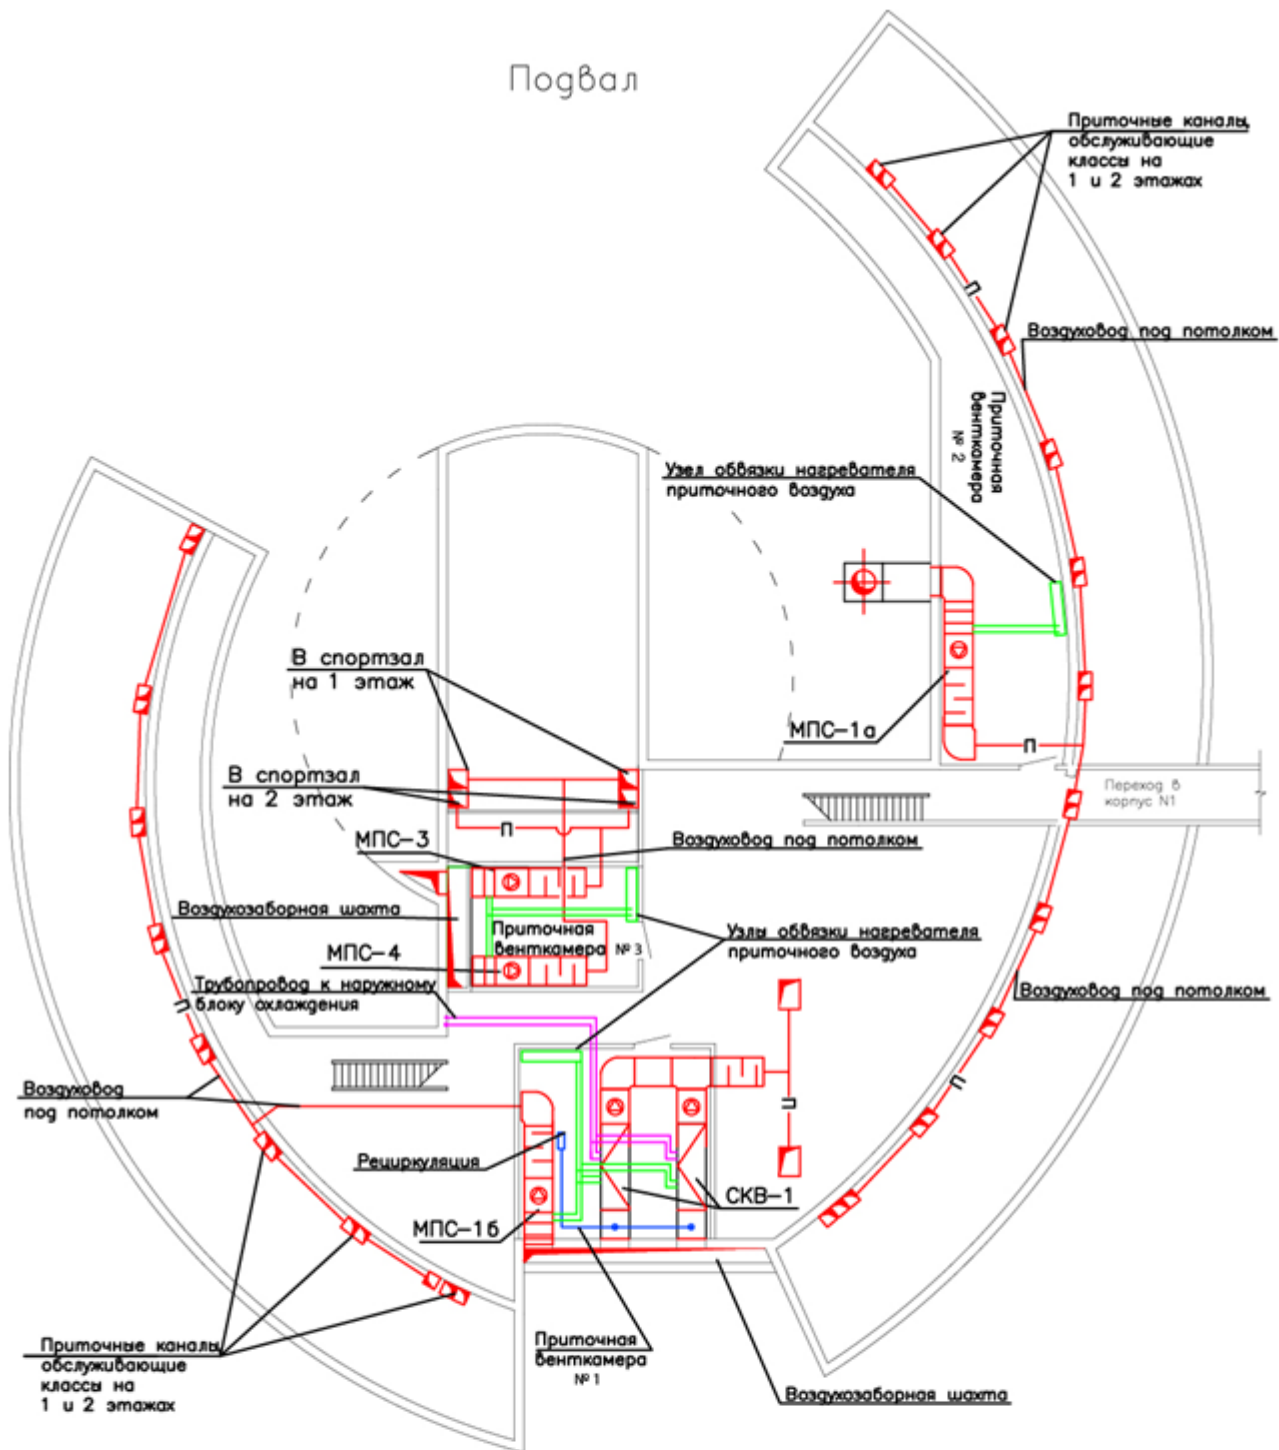 Подвал
Приточные каналы,
обслуживающие
классы на
1 и 2 этажах
П
Воздуховод под потолком
Приточная
венткамера
№ 2
Узел обвязки нагревателя
приточного воздуха
В спортзал
на 1 этаж
МПС-1а
П
В спортзал
на 2 этаж
Переход в
корпус N1
П
МПС-3
Воздуховод под потолком
Воздухозаборная шахта
Приточная
венткамера № 3
Узлы обвязки нагревателя
приточного воздуха
МПС-4
Трубопровод к наружному
блоку охлаждения
Воздуховод под потолком
П
П
П
Воздуховод
под потолком
Рециркуляция
СКВ-1
МПС-1б
Приточная
венткамера
№ 1
Приточные каналы,
обслуживающие
классы на
1 и 2 этажах
Воздухозаборная шахта